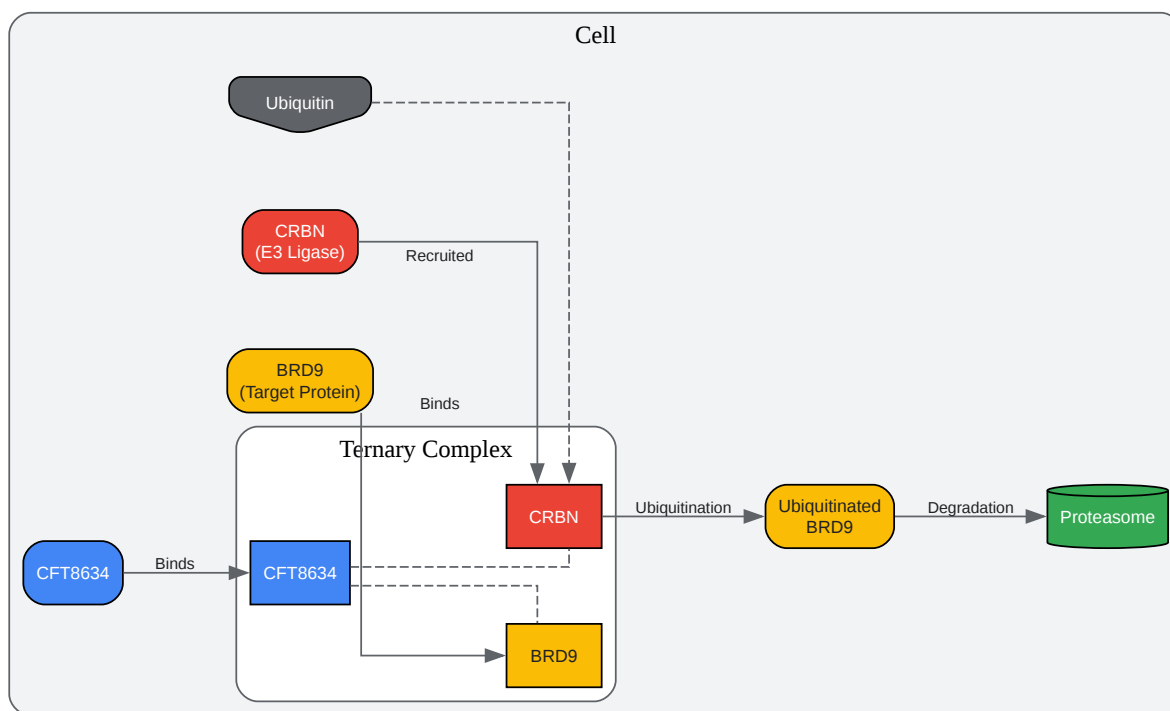 Cell
Ubiquitin
CRBN
(E3 Ligase)
Recruited
BRD9
(Target Protein)
Binds
Ternary Complex
CRBN
Ubiquitination
Ubiquitinated
BRD9
Degradation
Proteasome
CFT8634
Binds
CFT8634
BRD9